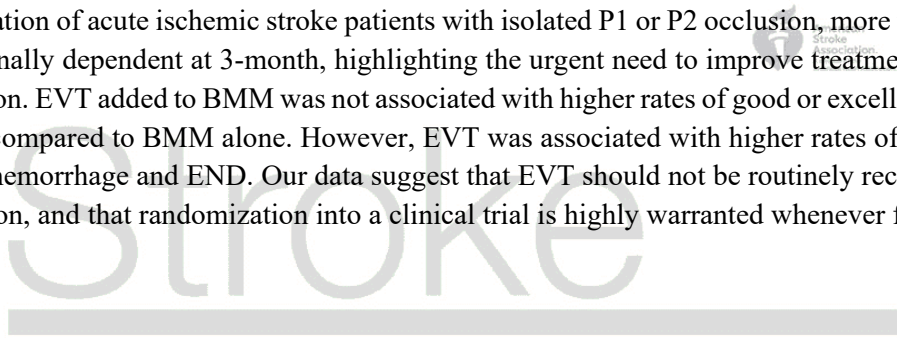 ation of acute ischemic stroke patients with isolated P1 or P2 occlusion, more
nally dependent at 3-month, highlighting the urgent need to improve treatme
on. EVT added to BMM was not associated with higher rates of good or excell
compared to BMM alone. However, EVT was associated with higher rates of
hemorrhage and END. Our data suggest that EVT should not be routinely rec
on, and that randomization into a clinical trial is highly warranted whenever f
Stroke
Association.
Stroke